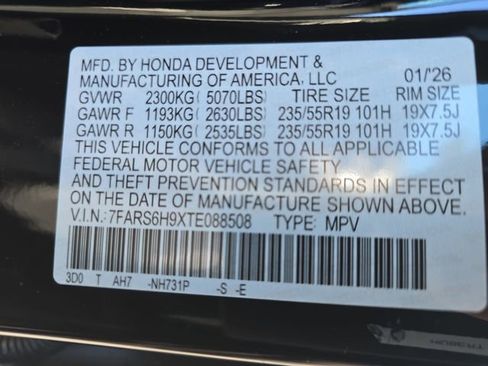 MFD. BY HONDA DEVELOPMENT &
MANUFACTURING OF AMERICA, LLC 01/'26
GVWR 2300KG( 5070LBS) TIRE SIZE RIM SIZE
GAWR F 1193KG( 2630LBS) 235/55R19 101H 19X7.5J
GAWR R 1150KG( 2535LBS) 235/55R19 101H 19X7.5J
THIS VEHICLE CONFORMS TO ALL APPLICABLE
FEDERAL MOTOR VEHICLE SAFETY
AND THEFT PREVENTION STANDARDS IN EFFECT
ON THE DATE OF MANUFACTURE SHOWN ABOVE.
V.I.N.:7FARS6H9XTE088508 TYPE: MPV
3D0 T AH7 -NH731P -S -E